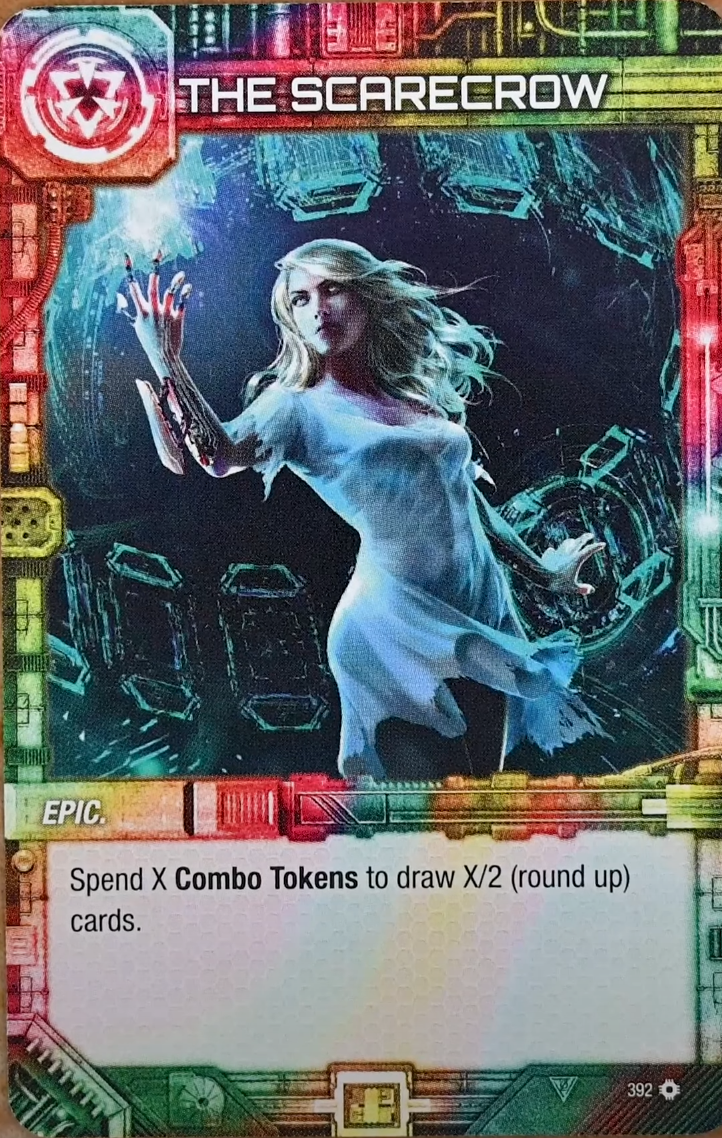 THE SCARECROW
EPIC.
Spend X Combo Tokens to draw X/2 (round up)
cards.
392